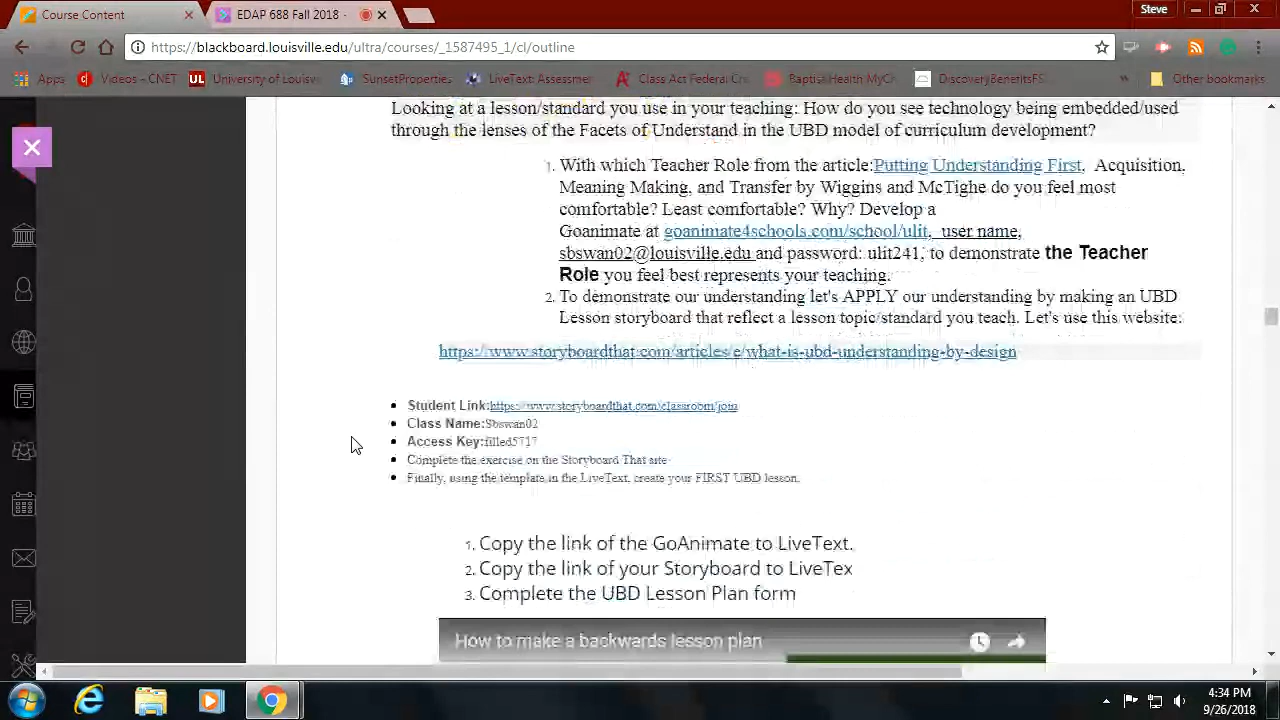 Course Content
EDAP 688 Fall 2018 -
Steve
https://blackboard.louisville.edu/ultra/courses/_1587495_1/cl/outline
Apps Videos - CNET University of Louisv SunsetProperties LiveText: Assessmen Class Act Federal Cre Baptist Health MyCh DiscoveryBenefitsFS Other bookmarks
Looking at a lesson/standard you use in your teaching: How do you see technology being embedded/used
through the lenses of the Facets of Understand in the UBD model of curriculum development?
1. With which Teacher Role from the article:Putting Understanding First, Acquisition,
Meaning Making, and Transfer by Wiggins and McTighe do you feel most
comfortable? Least comfortable? Why? Develop a
Goanimate at goanimate4schools.com/school/ulit, user name,
sbswan02@louisville.edu and password: ulit241, to demonstrate the Teacher
Role you feel best represents your teaching.
2. To demonstrate our understanding let's APPLY our understanding by making an UBD
Lesson storyboard that reflect a lesson topic/standard you teach. Let's use this website:
https://www.storyboardthat.com/articles/e/what-is-ubd-understanding-by-design
Student Link:https://www.storyboardthat.com/classroom/join
Class Name:Sbswan02
Access Key:filled5717
Complete the exercise on the Storyboard That site
Finally, using the template in the LiveText, create your FIRST UBD lesson.
1. Copy the link of the GoAnimate to LiveText.
2. Copy the link of your Storyboard to LiveTex
3. Complete the UBD Lesson Plan form
How to make a backwards lesson plan
4:34 PM
9/26/2018